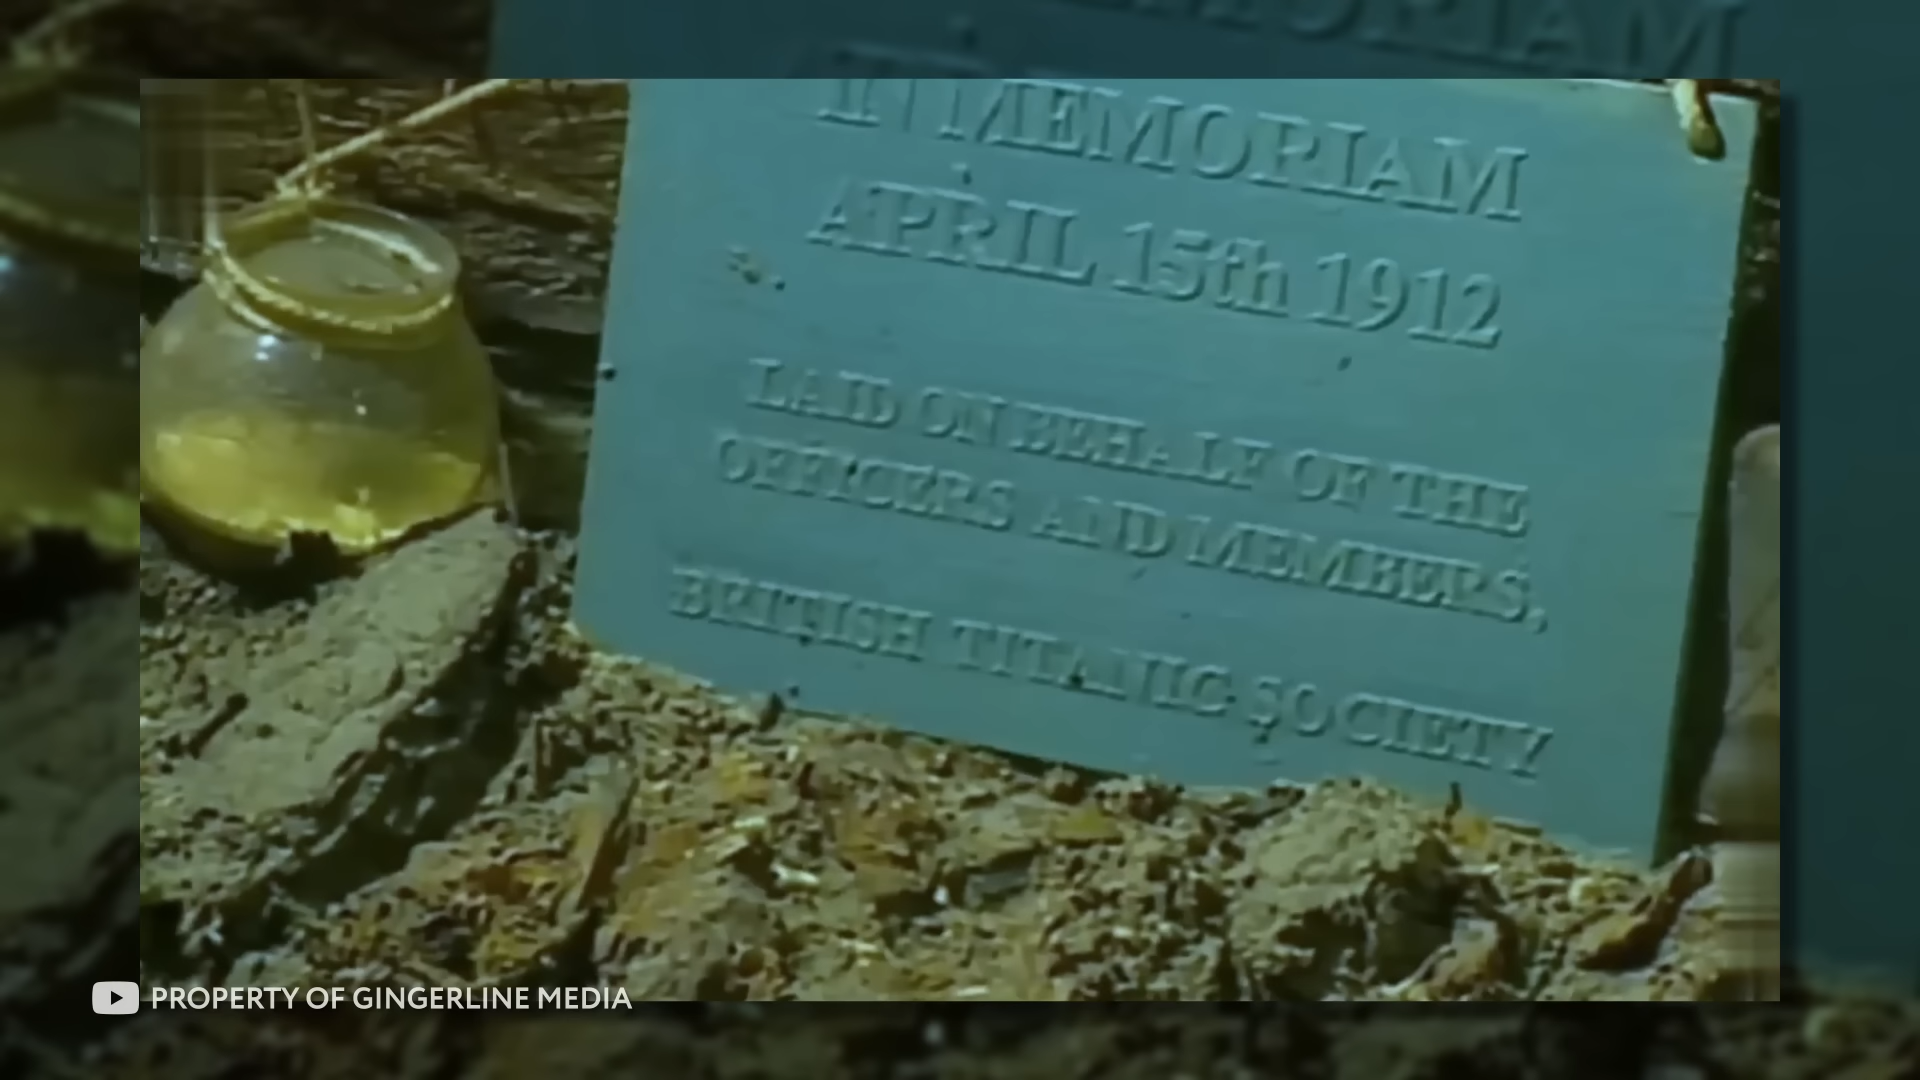 IN MEMORIAM
APRIL 15th 1912
LAID ON BEHALF OF THE
OFFICERS AND MEMBERS,
BRITISH TITANIC SOCIETY
PROPERTY OF GINGERLINE MEDIA